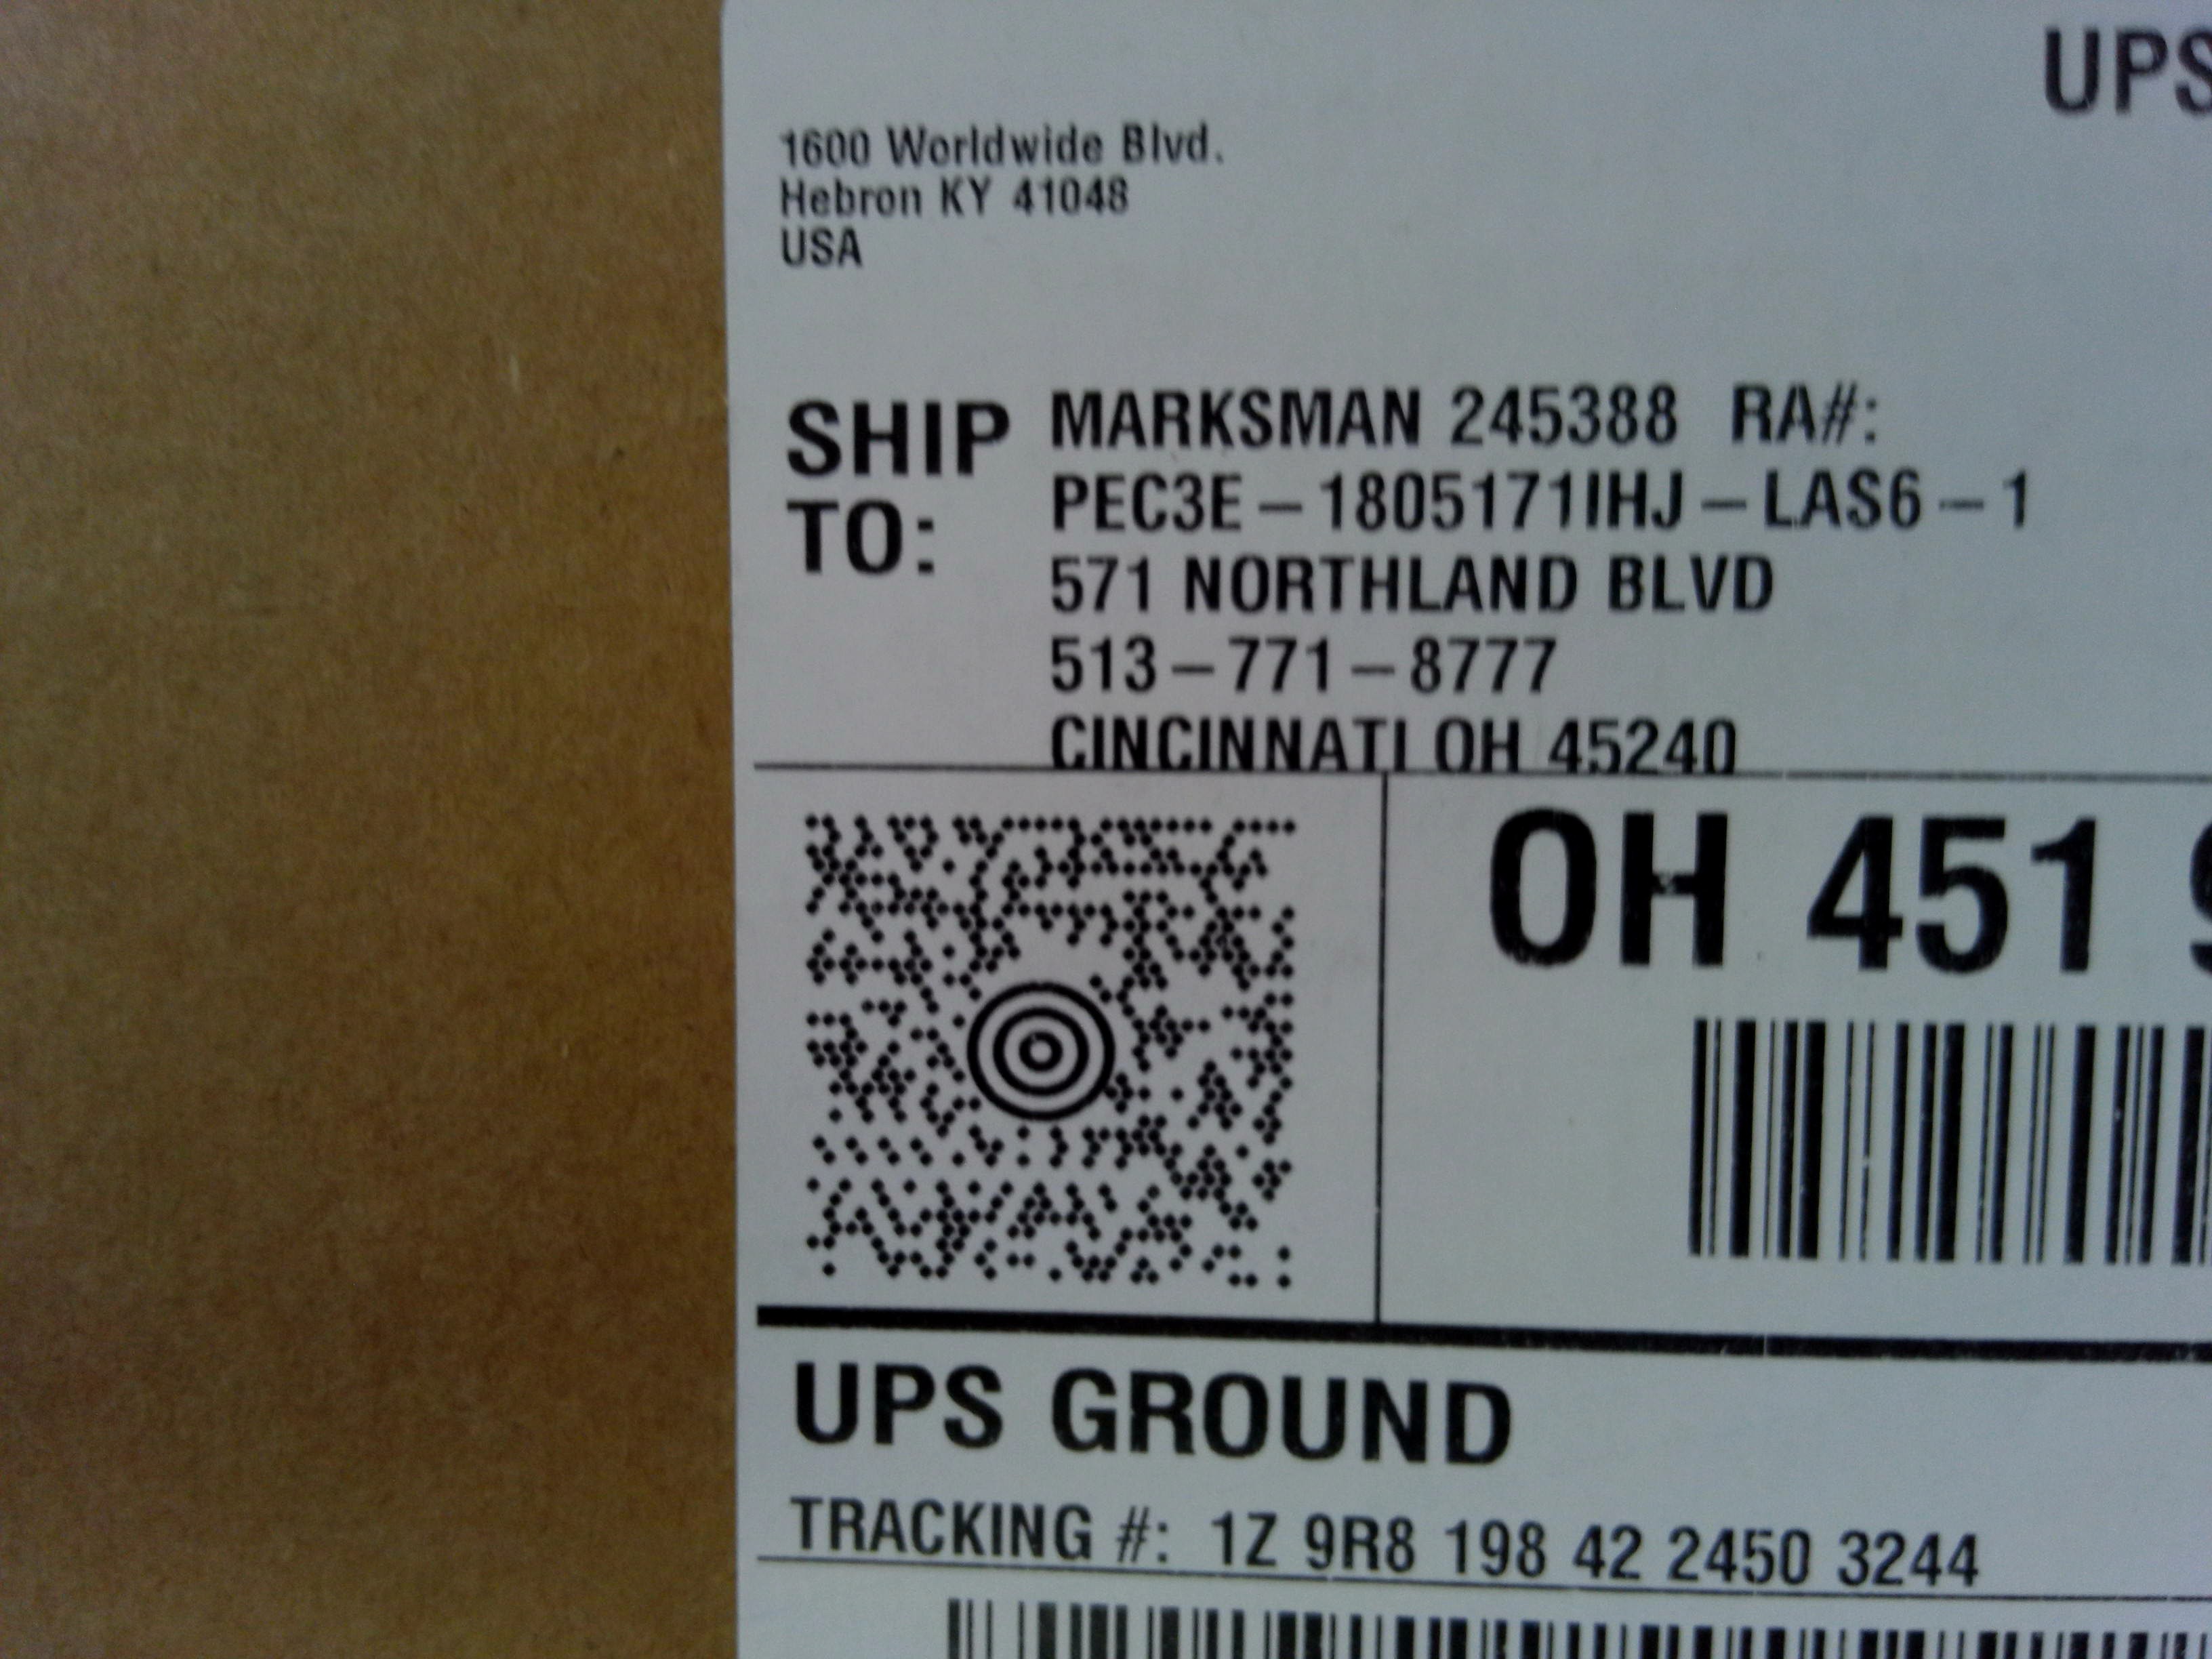 UPS
1600 Worldwide Blvd.
Hebron KY 41048
USA
SHIP TO:
MARKSMAN 245388 RA#:
PEC3E – 1805171IHJ – LAS6 – 1
571 NORTHLAND BLVD
513 – 771 – 8777
CINCINNATI OH 45240
OH 451 9
UPS GROUND
TRACKING #: 1Z 9R8 198 42 2450 3244